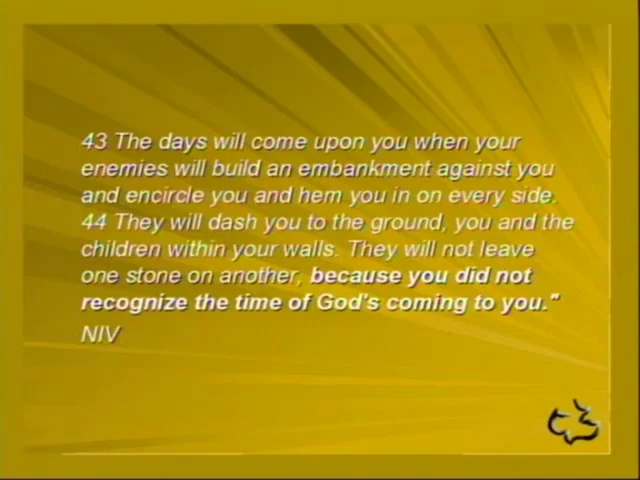 43 The days will come upon you when your
enemies will build an embankment against you
and encircle you and hem you in on every side.
44 They will dash you to the ground, you and the
children within your walls. They will not leave
one stone on another, because you did not
recognize the time of God's coming to you."
NIV